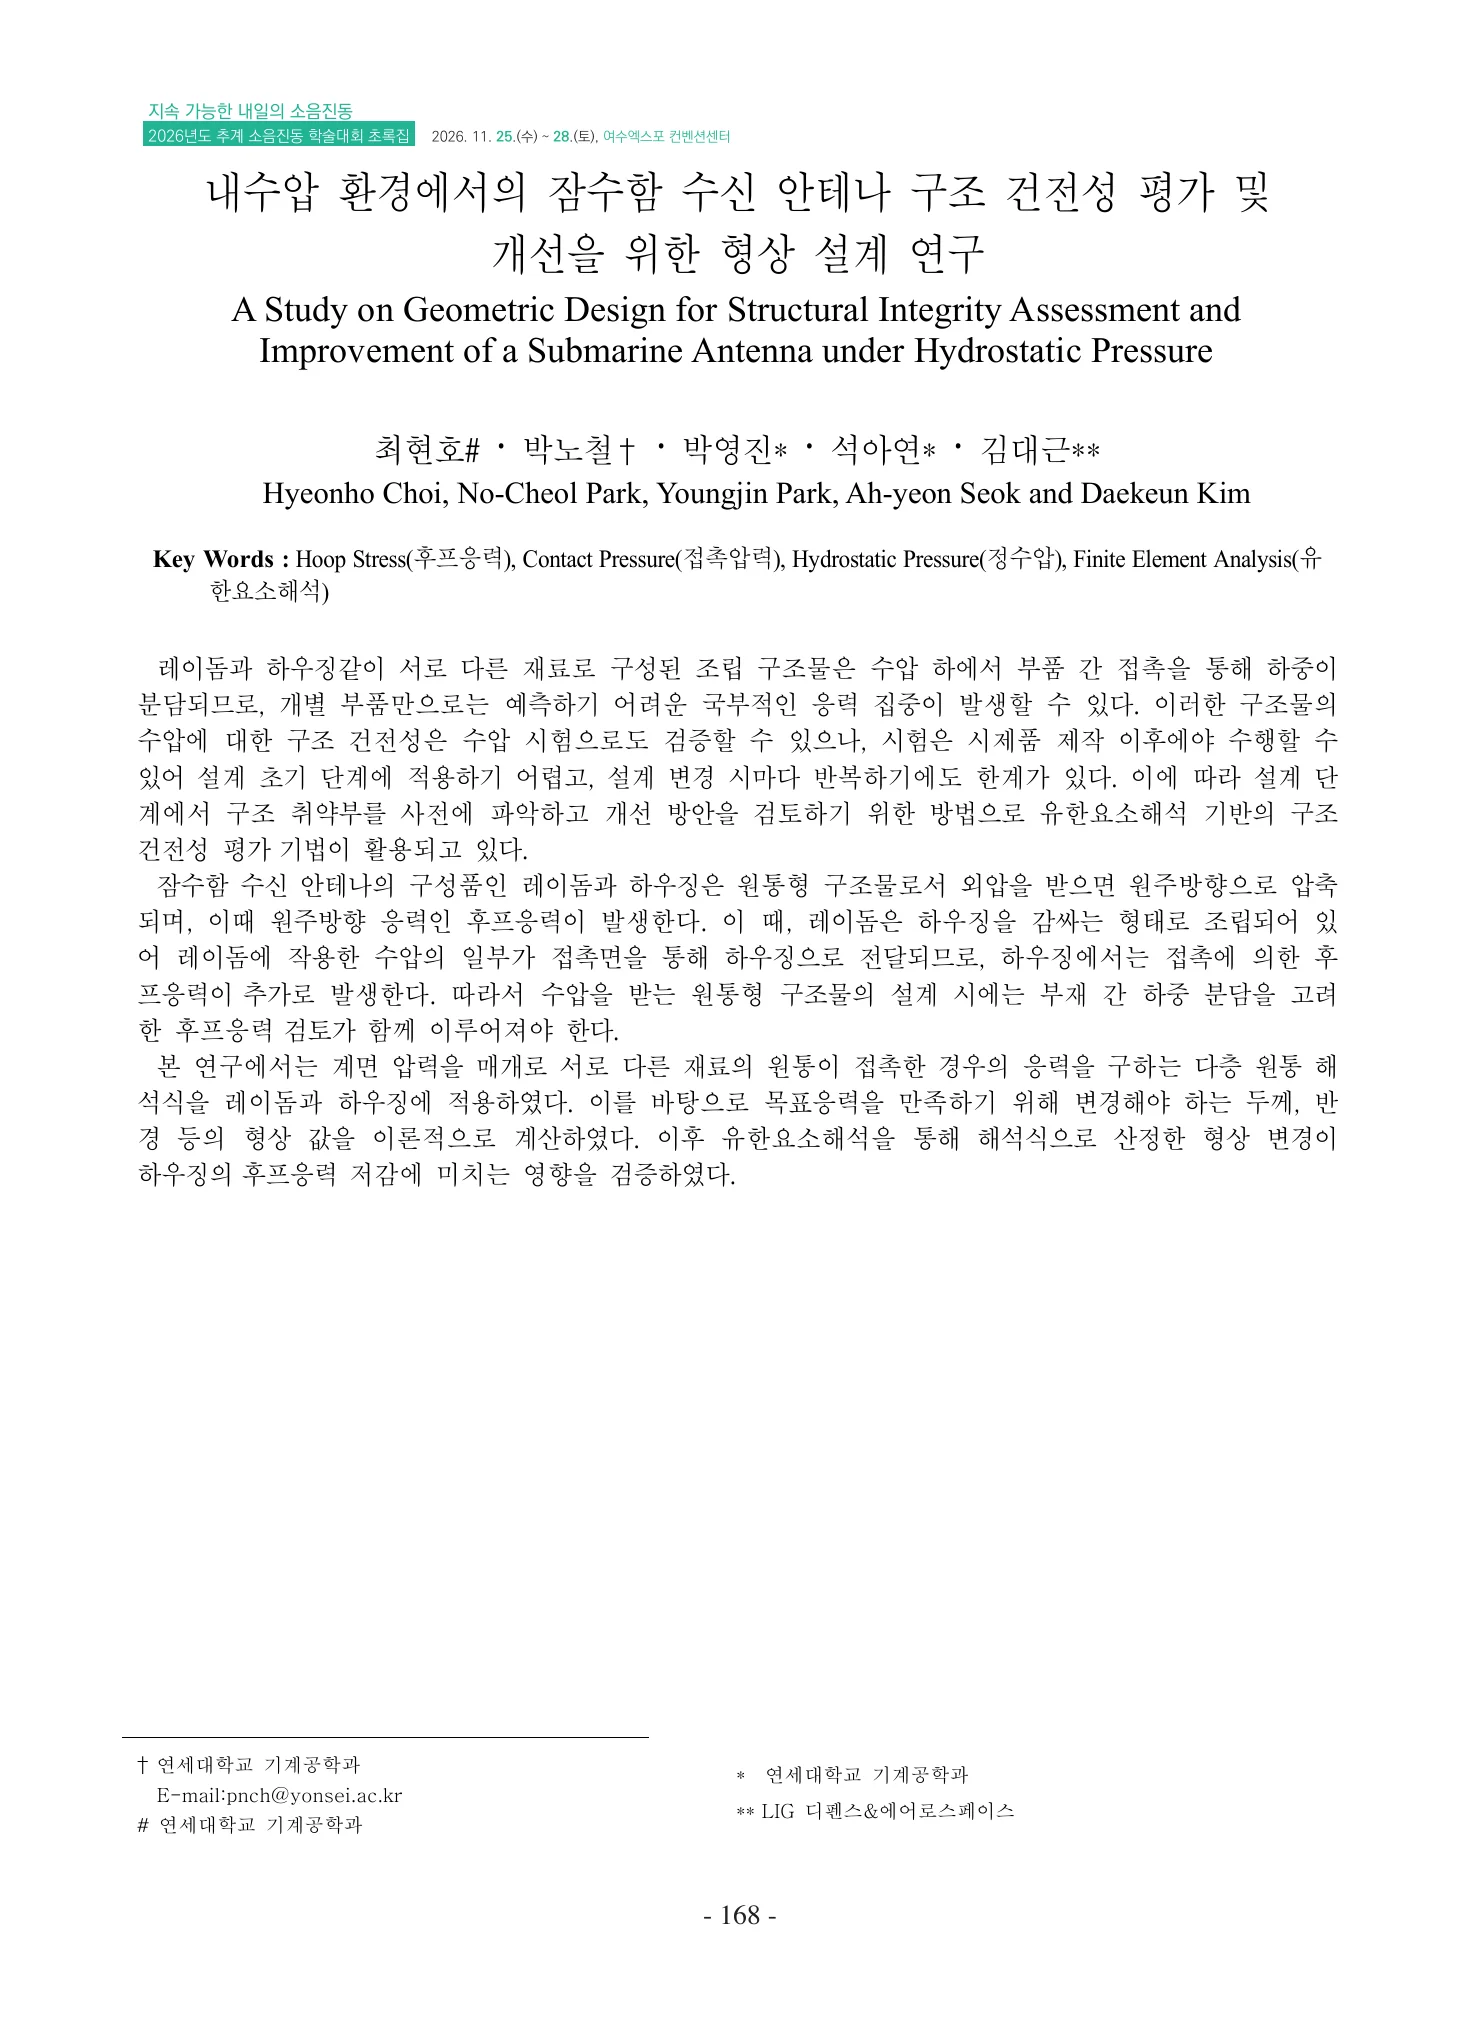 지속 가능한 내일의 소음진동
2026년도 추계 소음진동 학술대회 초록집 2026. 11. 25.(수) ~ 28.(토), 여수엑스포 컨벤션센터
내수압 환경에서의 잠수함 수신 안테나 구조 건전성 평가 및
개선을 위한 형상 설계 연구
A Study on Geometric Design for Structural Integrity Assessment and
Improvement of a Submarine Antenna under Hydrostatic Pressure
최현호# · 박노철† · 박영진* · 석아연* · 김대근**
Hyeonho Choi, No-Cheol Park, Youngjin Park, Ah-yeon Seok and Daekeun Kim
Key Words : Hoop Stress(후프응력), Contact Pressure(접촉압력), Hydrostatic Pressure(정수압), Finite Element Analysis(유
한요소해석)
레이돔과 하우징같이 서로 다른 재료로 구성된 조립 구조물은 수압 하에서 부품 간 접촉을 통해 하중이
분담되므로, 개별 부품만으로는 예측하기 어려운 국부적인 응력 집중이 발생할 수 있다. 이러한 구조물의
수압에 대한 구조 건전성은 수압 시험으로도 검증할 수 있으나, 시험은 시제품 제작 이후에야 수행할 수
있어 설계 초기 단계에 적용하기 어렵고, 설계 변경 시마다 반복하기에도 한계가 있다. 이에 따라 설계 단
계에서 구조 취약부를 사전에 파악하고 개선 방안을 검토하기 위한 방법으로 유한요소해석 기반의 구조
건전성 평가 기법이 활용되고 있다.
잠수함 수신 안테나의 구성품인 레이돔과 하우징은 원통형 구조물로서 외압을 받으면 원주방향으로 압축
되며, 이때 원주방향 응력인 후프응력이 발생한다. 이 때, 레이돔은 하우징을 감싸는 형태로 조립되어 있
어 레이돔에 작용한 수압의 일부가 접촉면을 통해 하우징으로 전달되므로, 하우징에서는 접촉에 의한 후
프응력이 추가로 발생한다. 따라서 수압을 받는 원통형 구조물의 설계 시에는 부재 간 하중 분담을 고려
한 후프응력 검토가 함께 이루어져야 한다.
본 연구에서는 계면 압력을 매개로 서로 다른 재료의 원통이 접촉한 경우의 응력을 구하는 다층 원통 해
석식을 레이돔과 하우징에 적용하였다. 이를 바탕으로 목표응력을 만족하기 위해 변경해야 하는 두께, 반
경 등의 형상 값을 이론적으로 계산하였다. 이후 유한요소해석을 통해 해석식으로 산정한 형상 변경이
하우징의 후프응력 저감에 미치는 영향을 검증하였다.
† 연세대학교 기계공학과
E-mail:pnch@yonsei.ac.kr
# 연세대학교 기계공학과
* 연세대학교 기계공학과
** LIG 디펜스&에어로스페이스
- 168 -